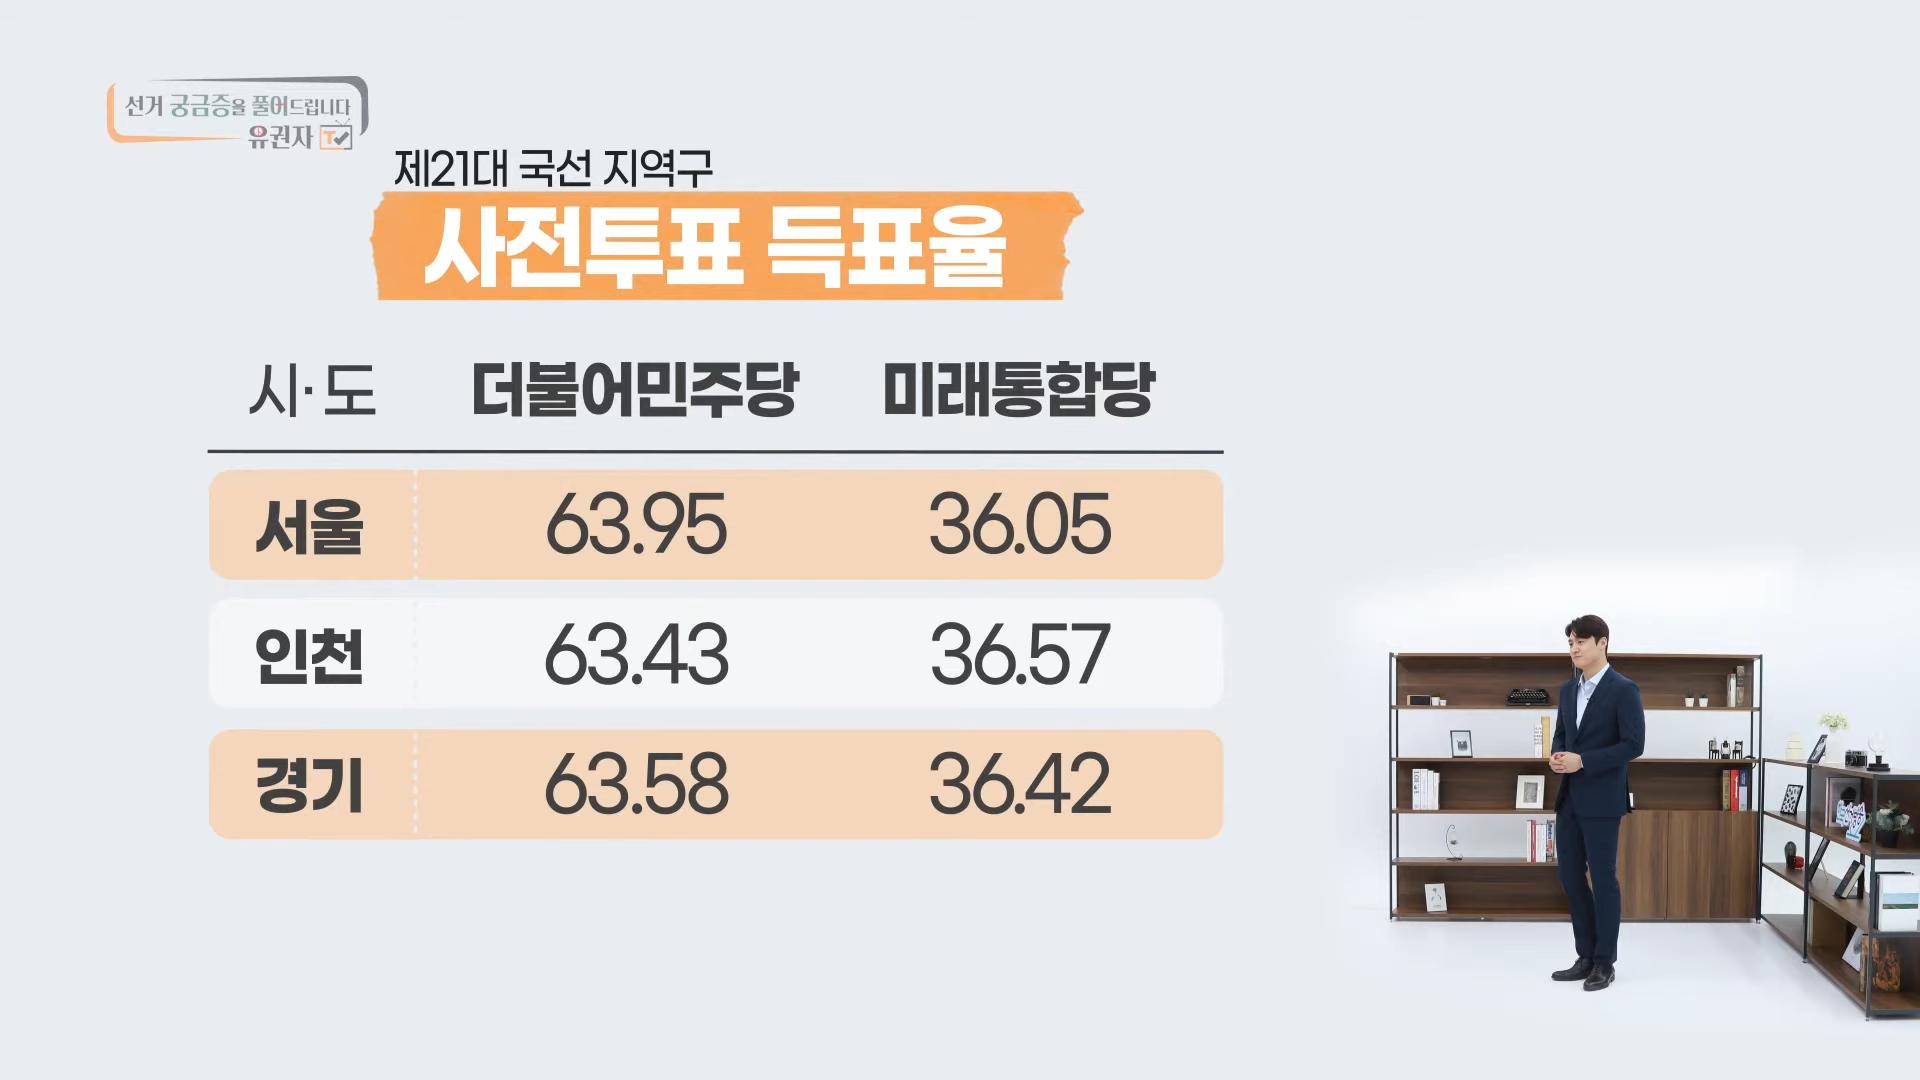 선거 궁금증을 풀어드립니다
유권자 TV
제21대 국선 지역구
사전투표 득표율
시·도 더불어민주당 미래통합당
서울 63.95 36.05
인천 63.43 36.57
경기 63.58 36.42